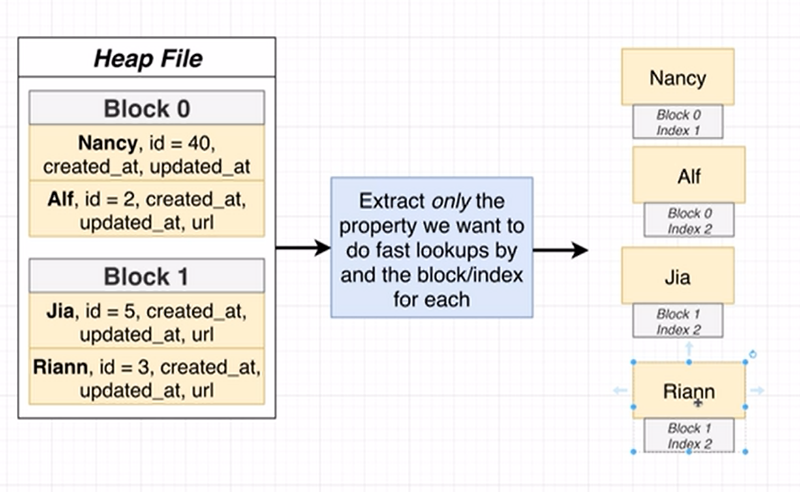 Heap File
Block 0
Nancy, id = 40,
created_at, updated_at
Alf, id = 2, created_at,
updated_at, url
Block 1
Jia, id = 5, created_at,
updated_at, url
Riann, id = 3, created_at,
updated_at, url
Extract only the
property we want to
do fast lookups by
and the block/index
for each
Nancy
Block 0
Index 1
Alf
Block 0
Index 2
Jia
Block 1
Index 2
Riann
Block 1
Index 2